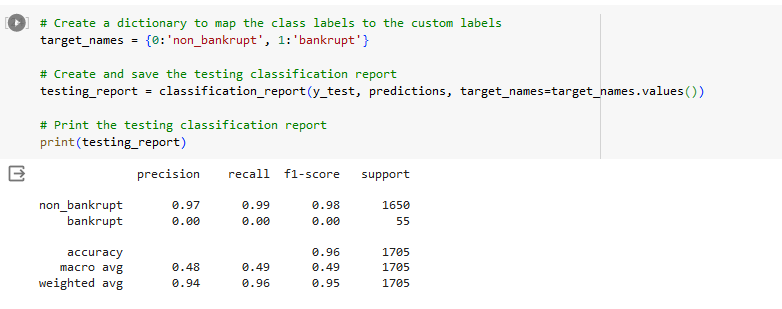 # Create a dictionary to map the class labels to the custom labels
target_names = {0:'non_bankrupt', 1:'bankrupt'}
# Create and save the testing classification report
testing_report = classification_report(y_test, predictions, target_names=target_names.values())
# Print the testing classification report
print(testing_report)
precision recall f1-score support
non_bankrupt 0.97 0.99 0.98 1650
bankrupt 0.00 0.00 0.00 55
accuracy 0.96 1705
macro avg 0.48 0.49 0.49 1705
weighted avg 0.94 0.96 0.95 1705